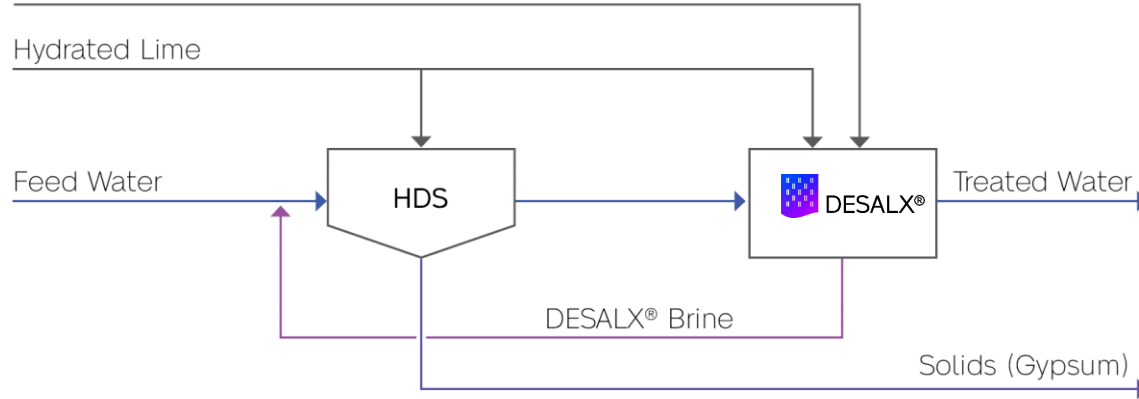 Hydrated Lime
Feed Water
HDS
DESALX®
Treated Water
DESALX® Brine
Solids (Gypsum)